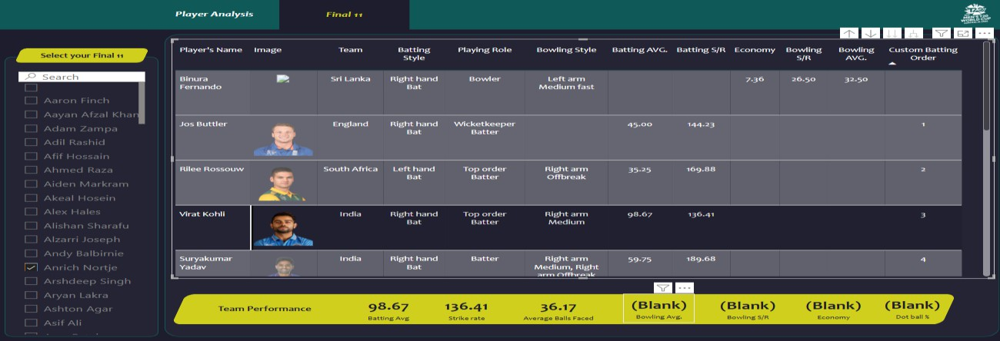 Player Analysis
Final 11
MEN'S T20
WORLD CUP
Select your Final 11
Search
Aaron Finch
Aayan Afzal Khan
Adam Zampa
Adil Rashid
Afif Hossain
Ahmed Raza
Aiden Markram
Akeal Hosein
Alex Hales
Alishan Sharafu
Alzarri Joseph
Andy Balbirnie
Anrich Nortje
Arshdeep Singh
Aryan Lakra
Ashton Agar
Asif Ali
Player's Name Image Team Batting Style Playing Role Bowling Style Batting AVG. Batting S/R Economy Bowling S/R Bowling AVG. Custom Batting Order
Binura Fernando Sri Lanka Right hand Bat Bowler Left arm Medium fast 7.36 26.50 32.50
Jos Buttler England Right hand Bat Wicketkeeper Batter 45.00 144.23 1
Rilee Rossouw South Africa Left hand Bat Top order Batter Right arm Offbreak 35.25 169.88 2
Virat Kohli India Right hand Bat Top order Batter Right arm Medium 98.67 136.41 3
Suryakumar Yadav India Right hand Bat Batter Right arm Medium, Right arm Offbreak 59.75 189.68 4
Team Performance
98.67 136.41 36.17 (Blank) (Blank) (Blank) (Blank)
Batting Avg Strike rate Average Balls Faced Bowling Avg. Bowling S/R Economy Dot ball %